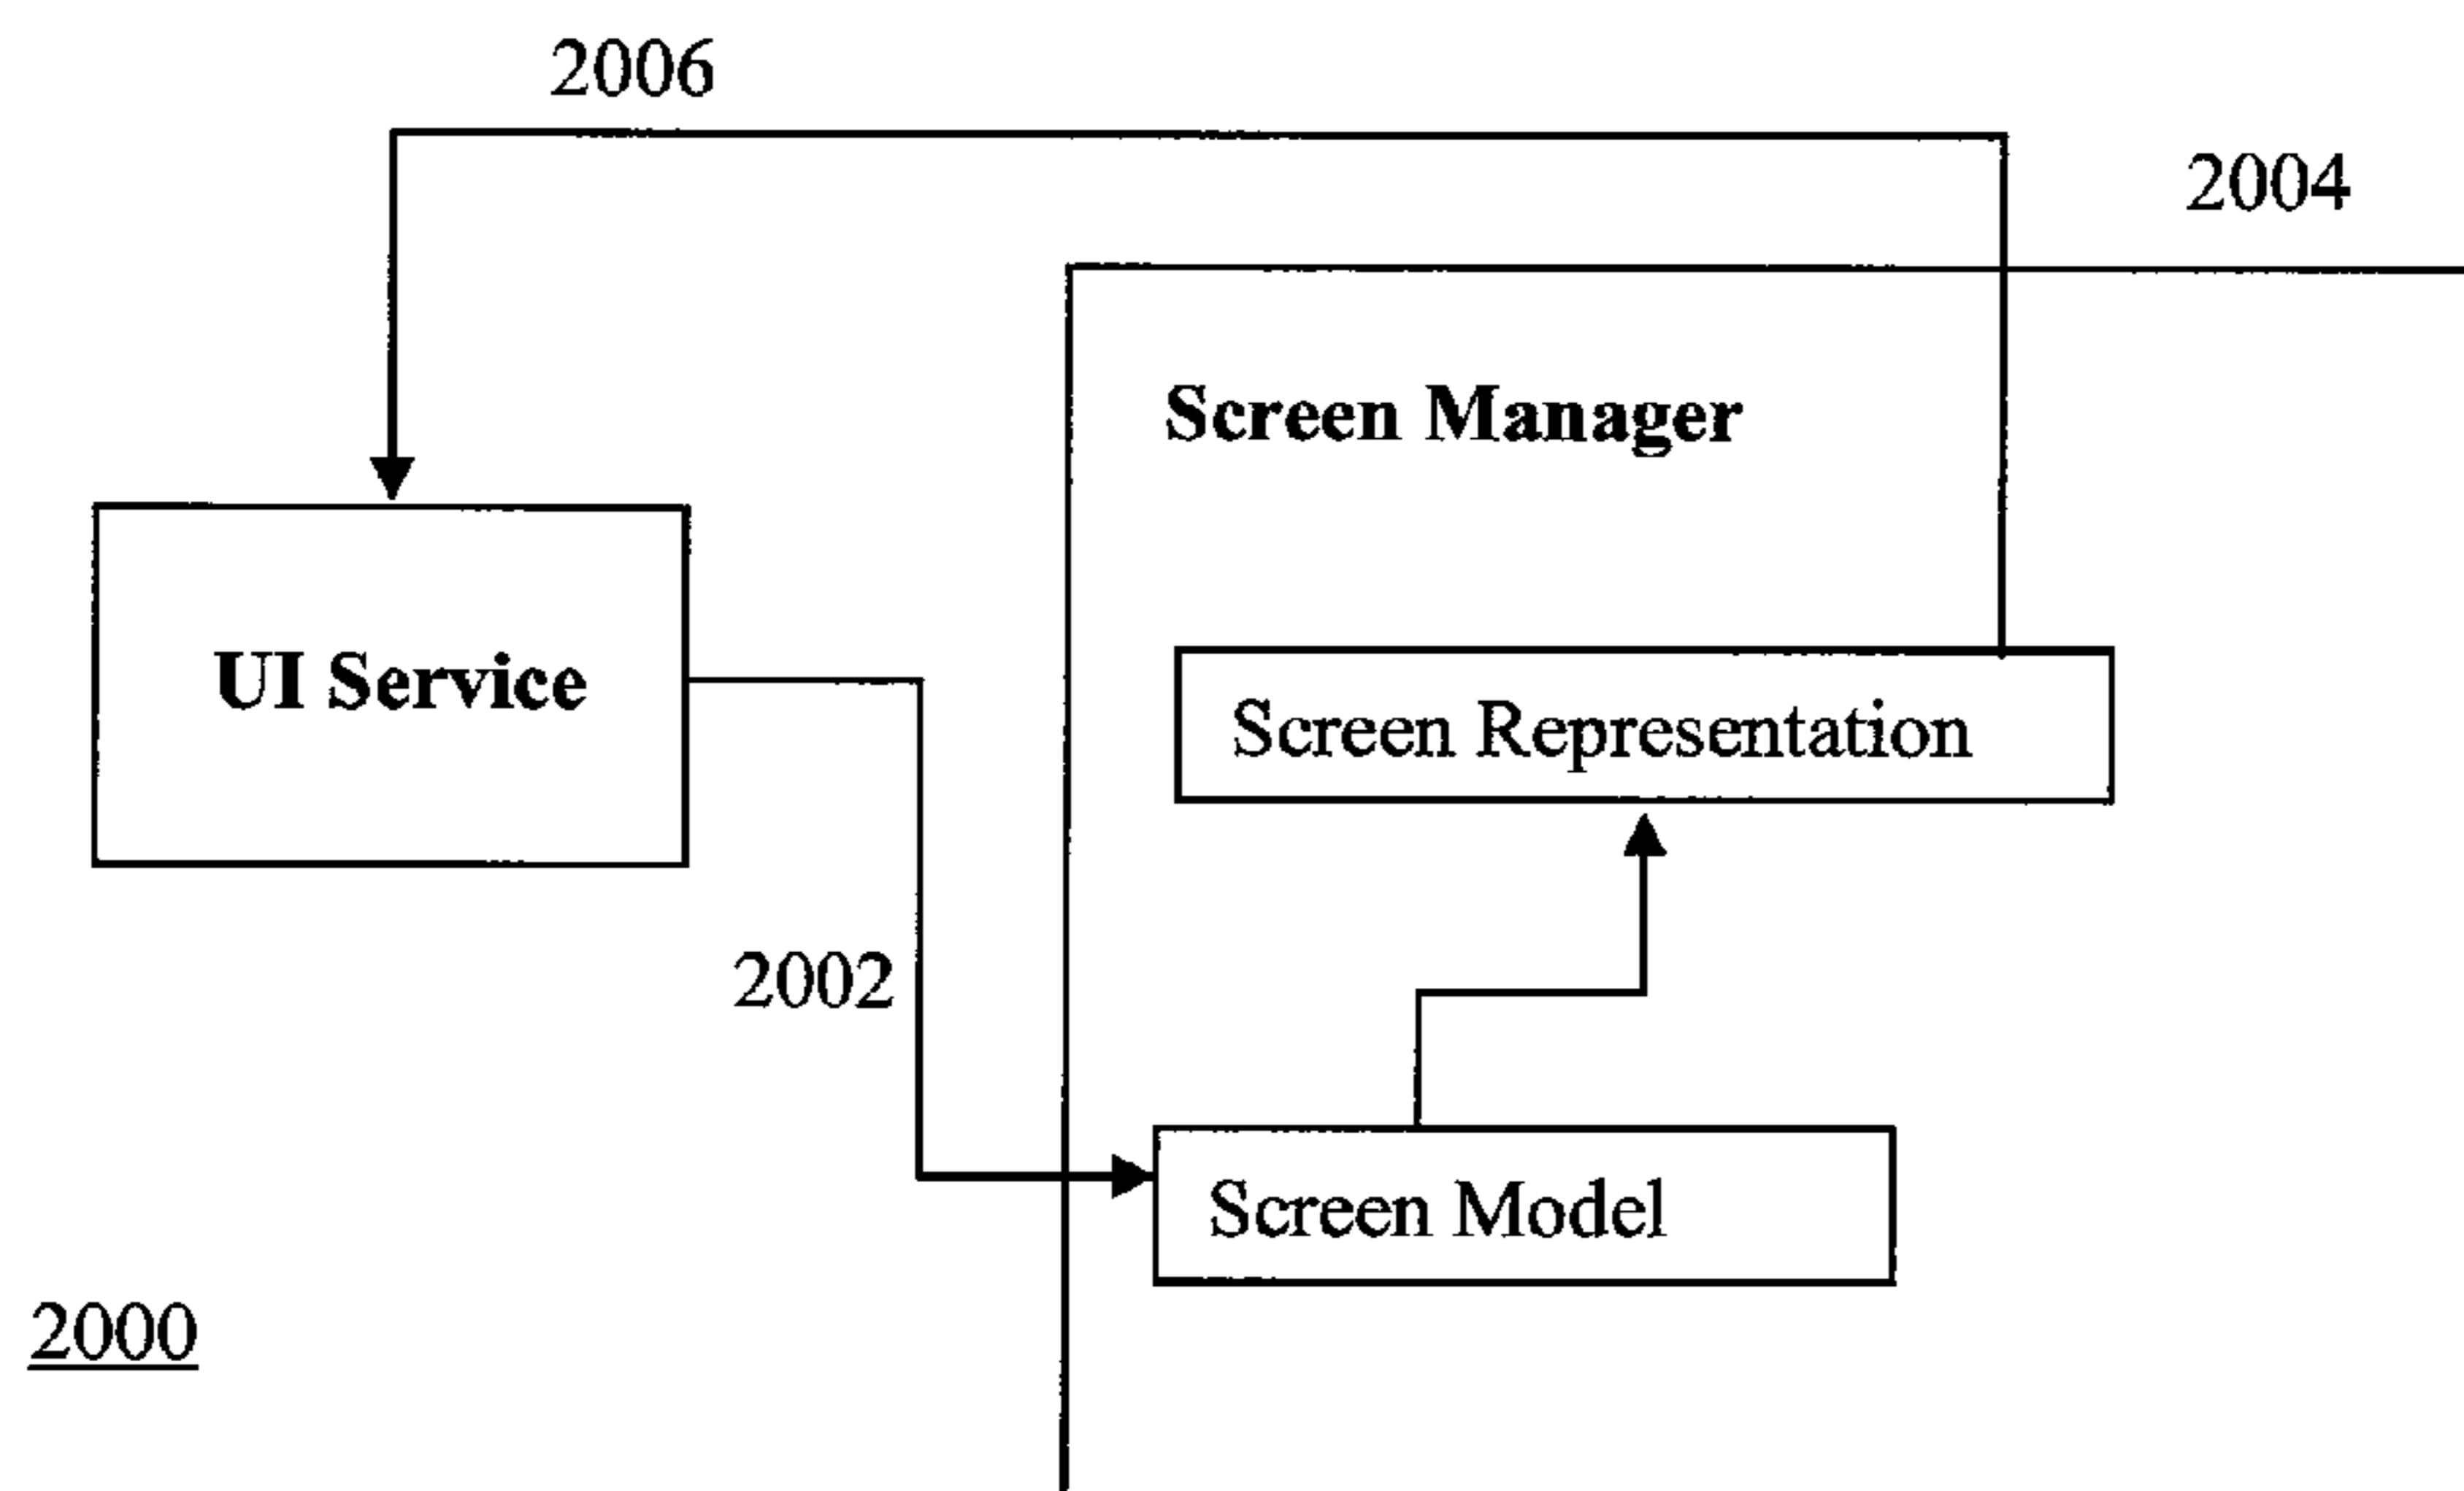 2006
2004
Screen Manager
UI Service
Screen Representation
2002
Screen Model
2000